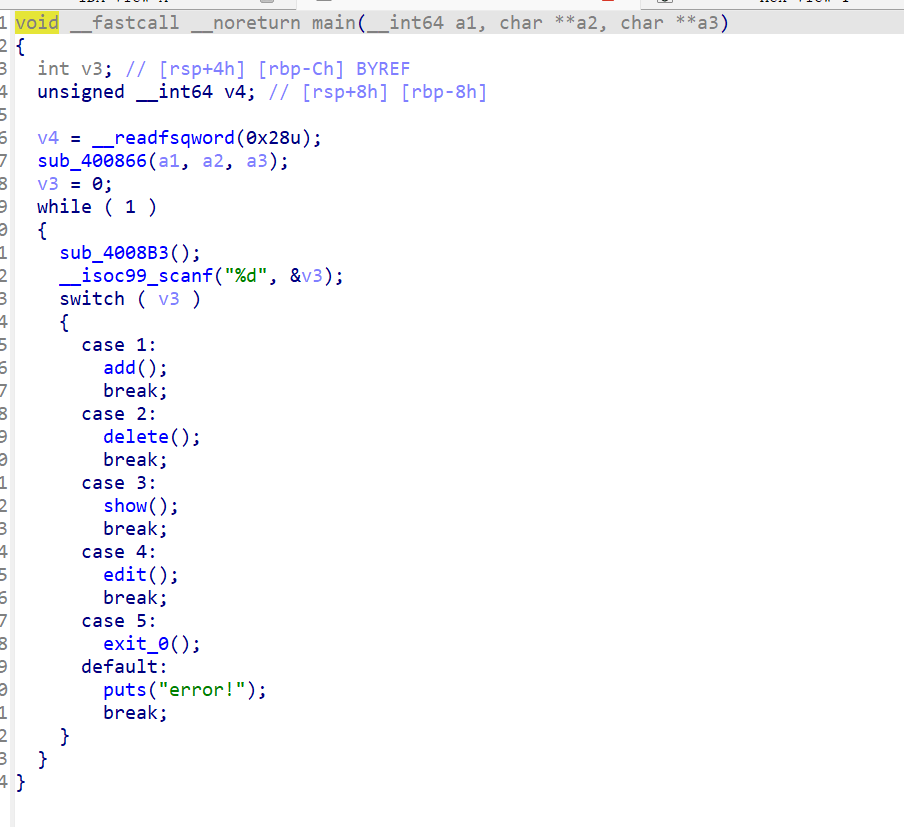 1 void __fastcall __noreturn main(__int64 a1, char **a2, char **a3)
2 {
3   int v3; // [rsp+4h] [rbp-Ch] BYREF
4   unsigned __int64 v4; // [rsp+8h] [rbp-8h]
5
6   v4 = __readfsqword(0x28u);
7   sub_400866(a1, a2, a3);
8   v3 = 0;
9   while ( 1 )
0   {
1     sub_4008B3();
2     __isoc99_scanf("%d", &v3);
3     switch ( v3 )
4     {
5       case 1:
6         add();
7         break;
8       case 2:
9         delete();
0         break;
1       case 3:
2         show();
3         break;
4       case 4:
5         edit();
6         break;
7       case 5:
8         exit_0();
9       default:
0         puts("error!");
1         break;
2     }
3   }
4 }